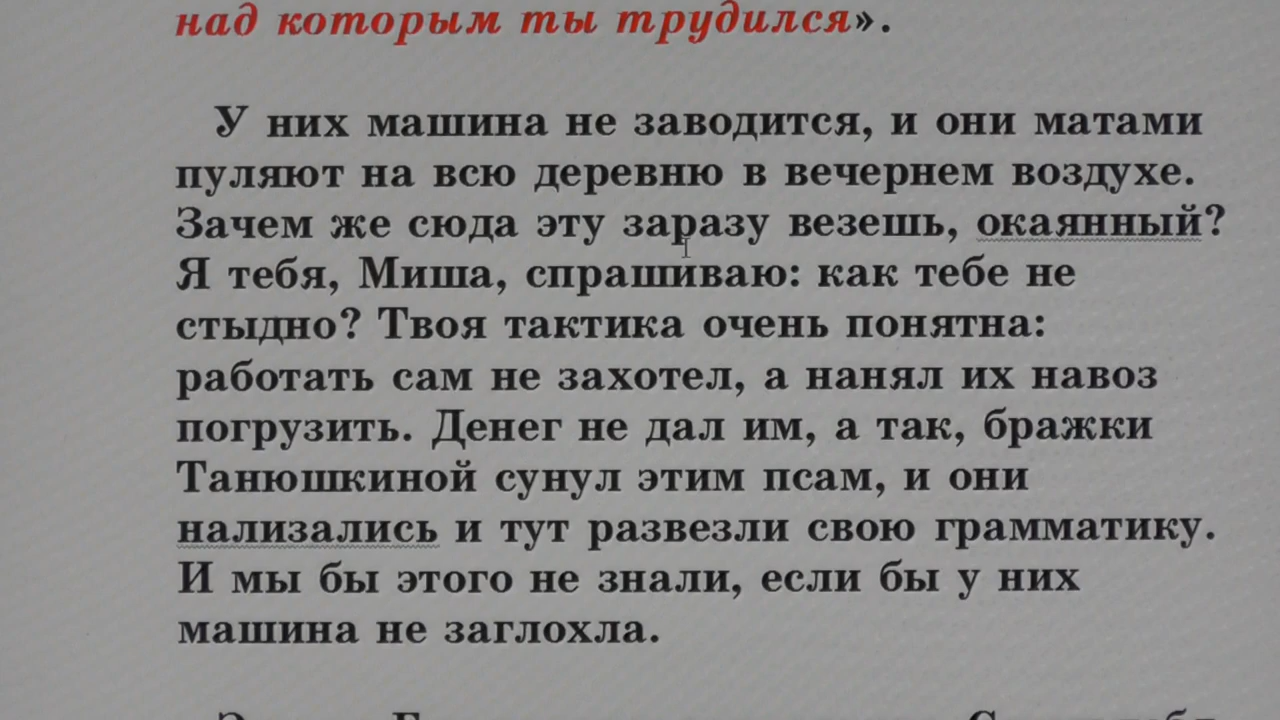 над которым ты трудился».
У них машина не заводится, и они матами
пуляют на всю деревню в вечернем воздухе.
Зачем же сюда эту заразу везешь, окаянный?
Я тебя, Миша, спрашиваю: как тебе не
стыдно? Твоя тактика очень понятна:
работать сам не захотел, а нанял их навоз
погрузить. Денег не дал им, а так, бражки
Танюшкиной сунул этим псам, и они
нализались и тут развезли свою грамматику.
И мы бы этого не знали, если бы у них
машина не заглохла.